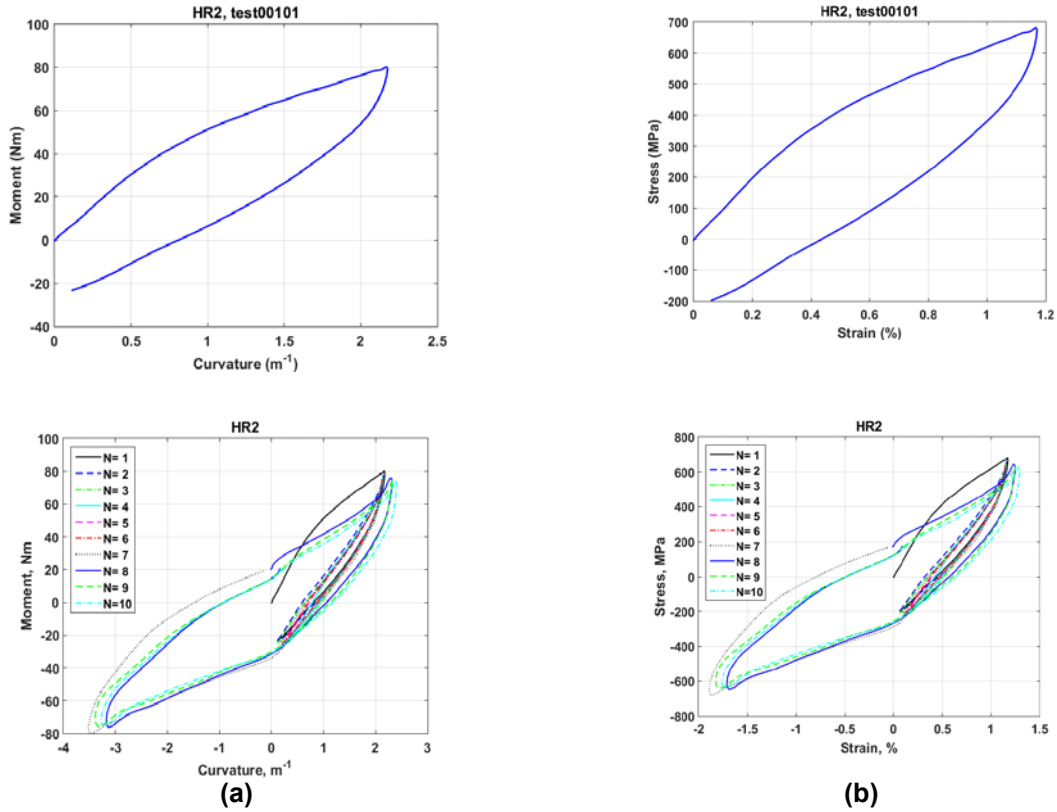 HR2, test00101
100
80
60
40
20
0
-20
-40
Moment (Nm)
0 0.5 1 1.5 2 2.5
Curvature (m⁻¹)
HR2, test00101
700
600
500
400
300
200
100
0
-100
-200
Stress (MPa)
0 0.2 0.4 0.6 0.8 1 1.2
Strain (%)
HR2
100
80
60
40
20
0
-20
-40
-60
-80
Moment, Nm
N= 1
N= 2
N= 3
N= 4
N= 5
N= 6
N= 7
N= 8
N= 9
N=10
-4 -3 -2 -1 0 1 2 3
Curvature, m⁻¹
(a)
HR2
800
600
400
200
0
-200
-400
-600
-800
Stress, MPa
N= 1
N= 2
N= 3
N= 4
N= 5
N= 6
N= 7
N= 8
N= 9
N=10
-2 -1.5 -1 -0.5 0 0.5 1 1.5
Strain, %
(b)